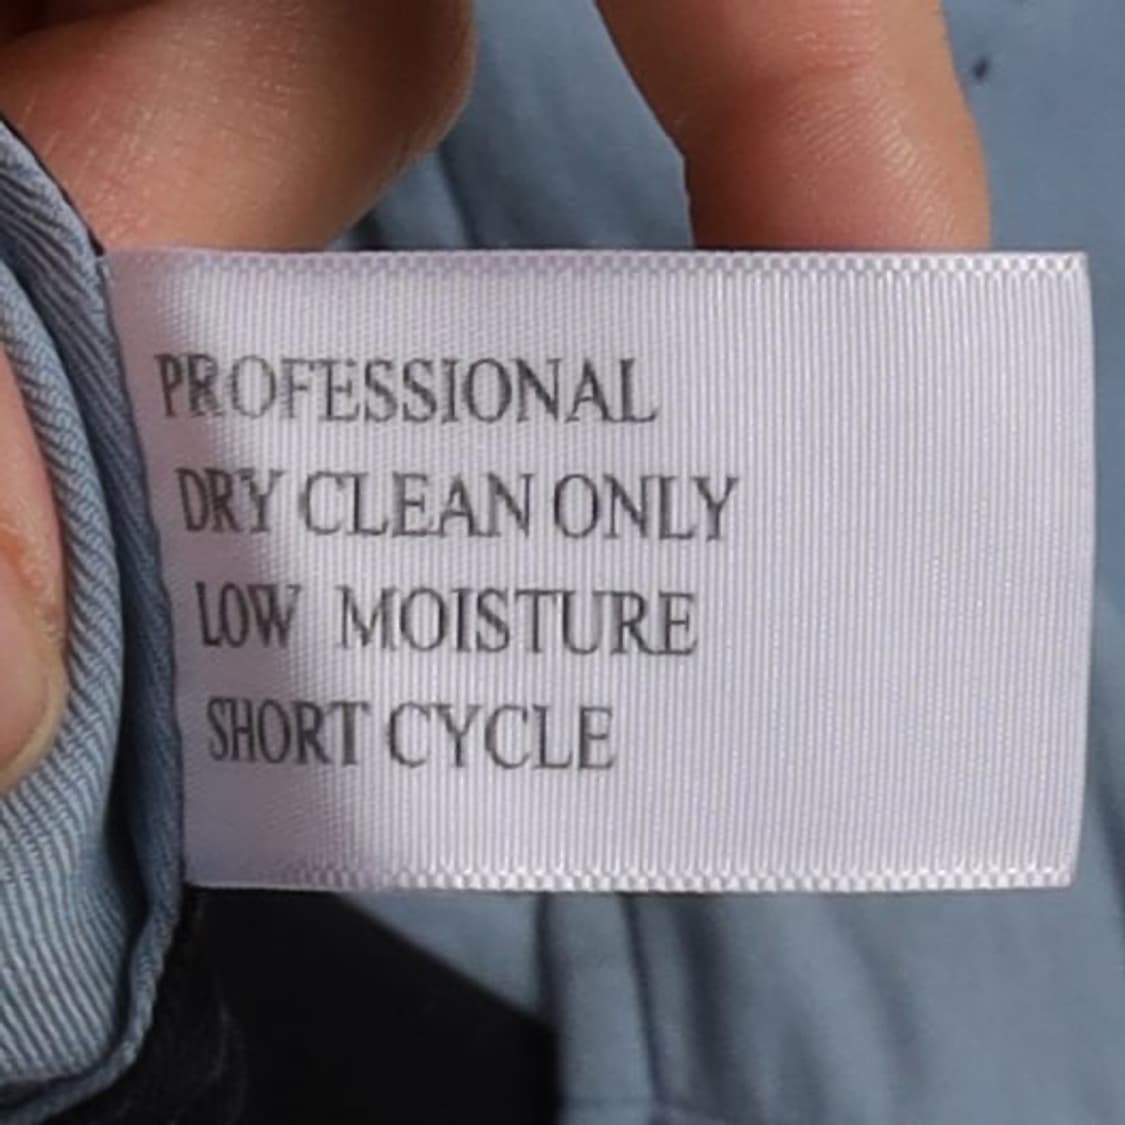 PROFESSIONAL
DRY CLEAN ONLY
LOW MOISTURE
SHORT CYCLE